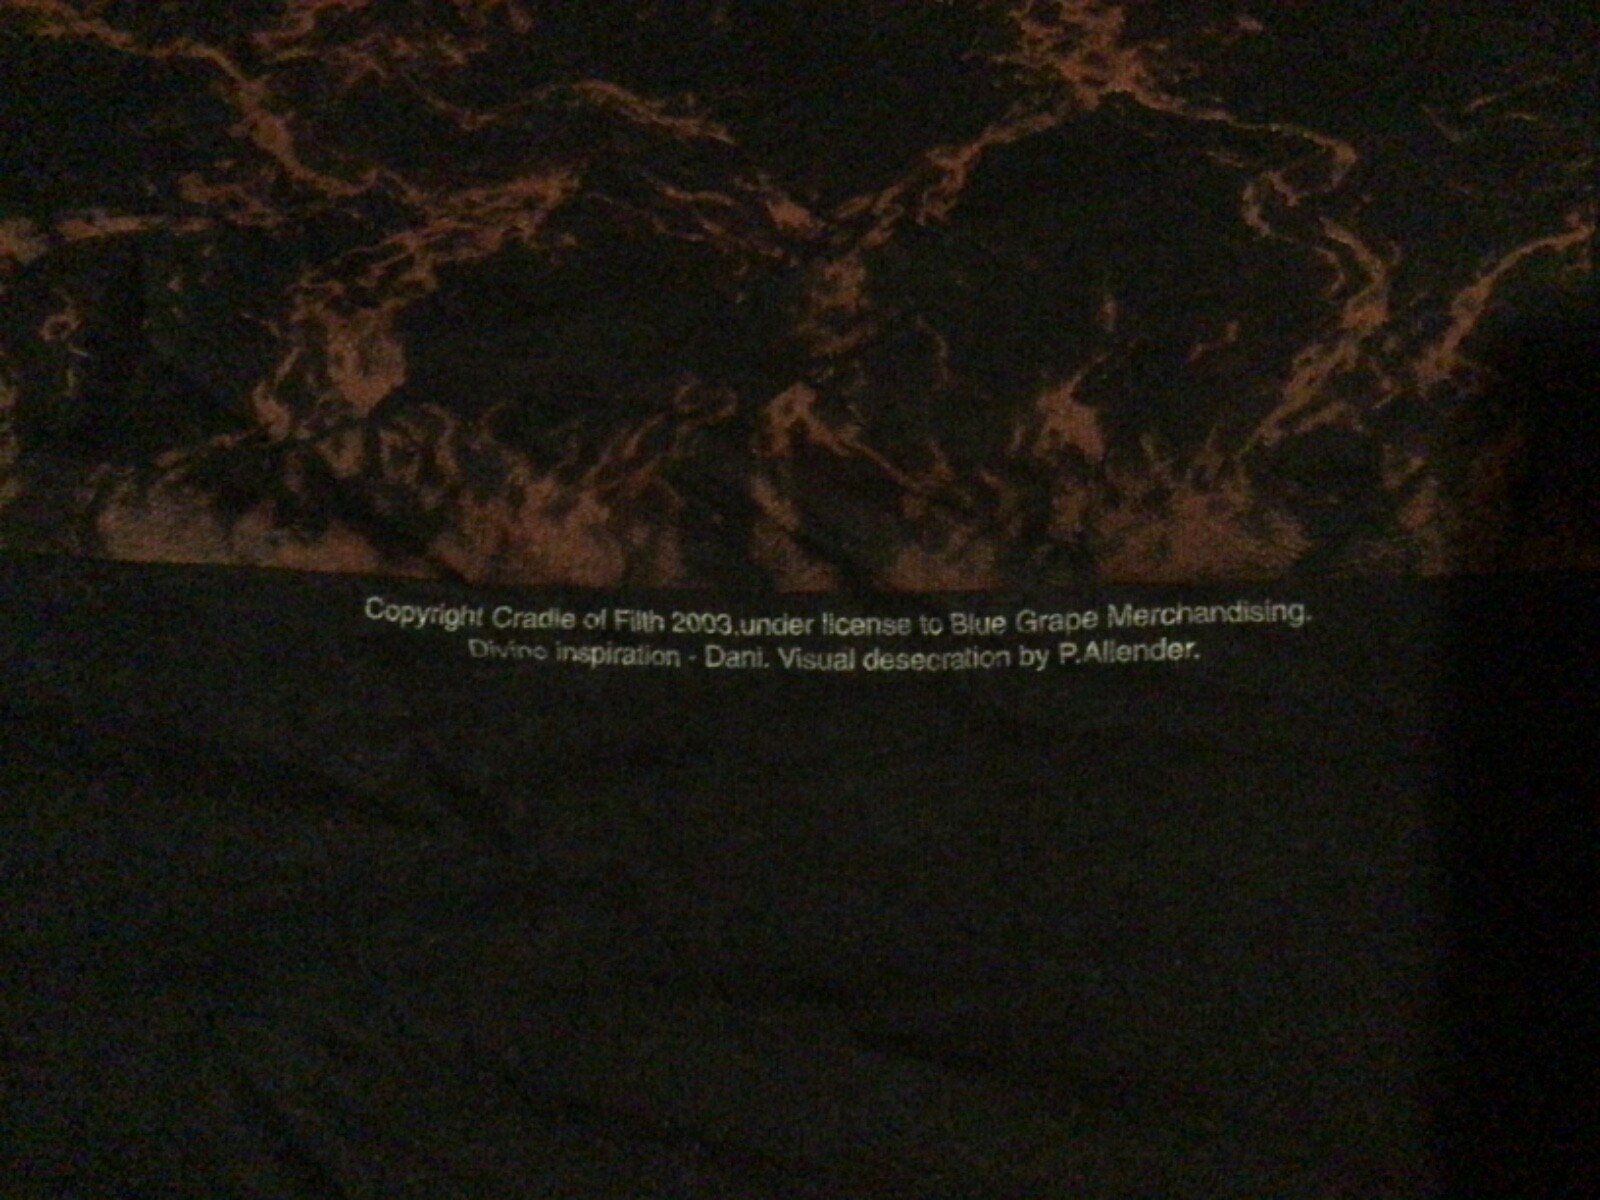 Copyright Cradle of Filth 2003.under license to Blue Grape Merchandising.
Divine inspiration - Dani. Visual desecration by P.Allender.